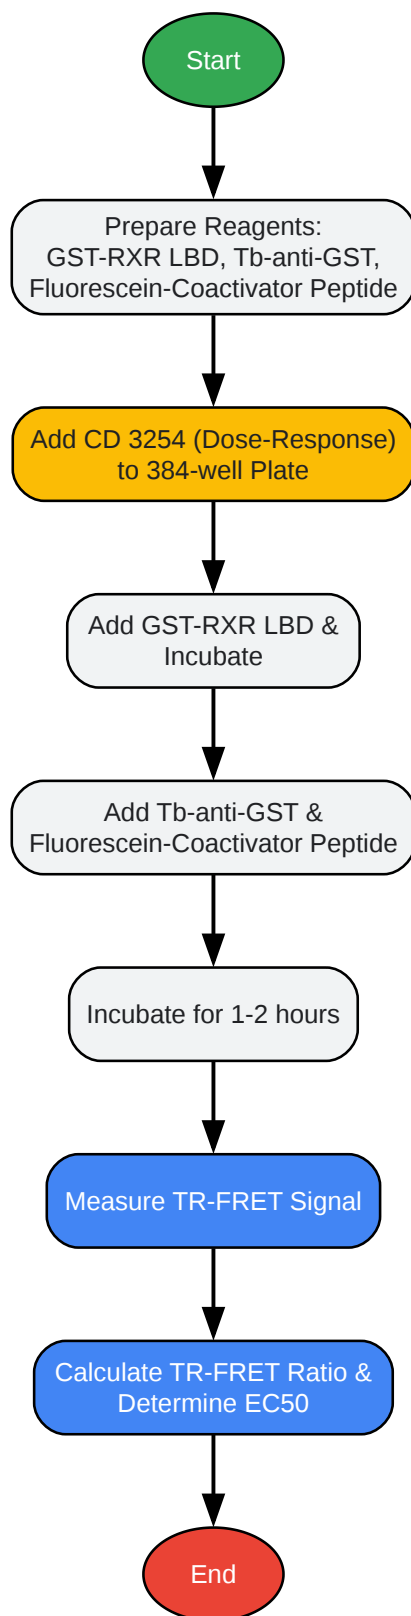 Start
Prepare Reagents:
GST-RXR LBD, Tb-anti-GST,
Fluorescein-Coactivator Peptide
Add CD 3254 (Dose-Response)
to 384-well Plate
Add GST-RXR LBD &
Incubate
Add Tb-anti-GST &
Fluorescein-Coactivator Peptide
Incubate for 1-2 hours
Measure TR-FRET Signal
Calculate TR-FRET Ratio &
Determine EC50
End